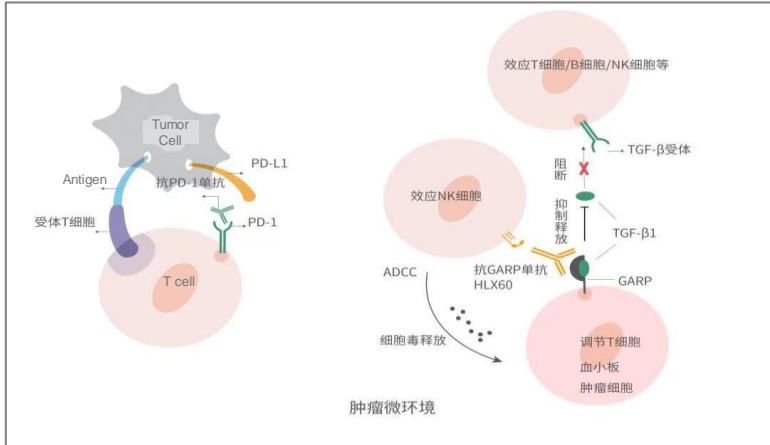 Tumor
Cell
PD-L1
Antigen
抗PD-1单抗
受体T细胞
PD-1
T cell
效应T细胞/B细胞/NK细胞等
TGF-β受体
阻断
效应NK细胞
抑制释放
TGF-β1
ADCC
抗GARP单抗
HLX60
GARP
细胞毒释放
调节T细胞
血小板
肿瘤细胞
肿瘤微环境